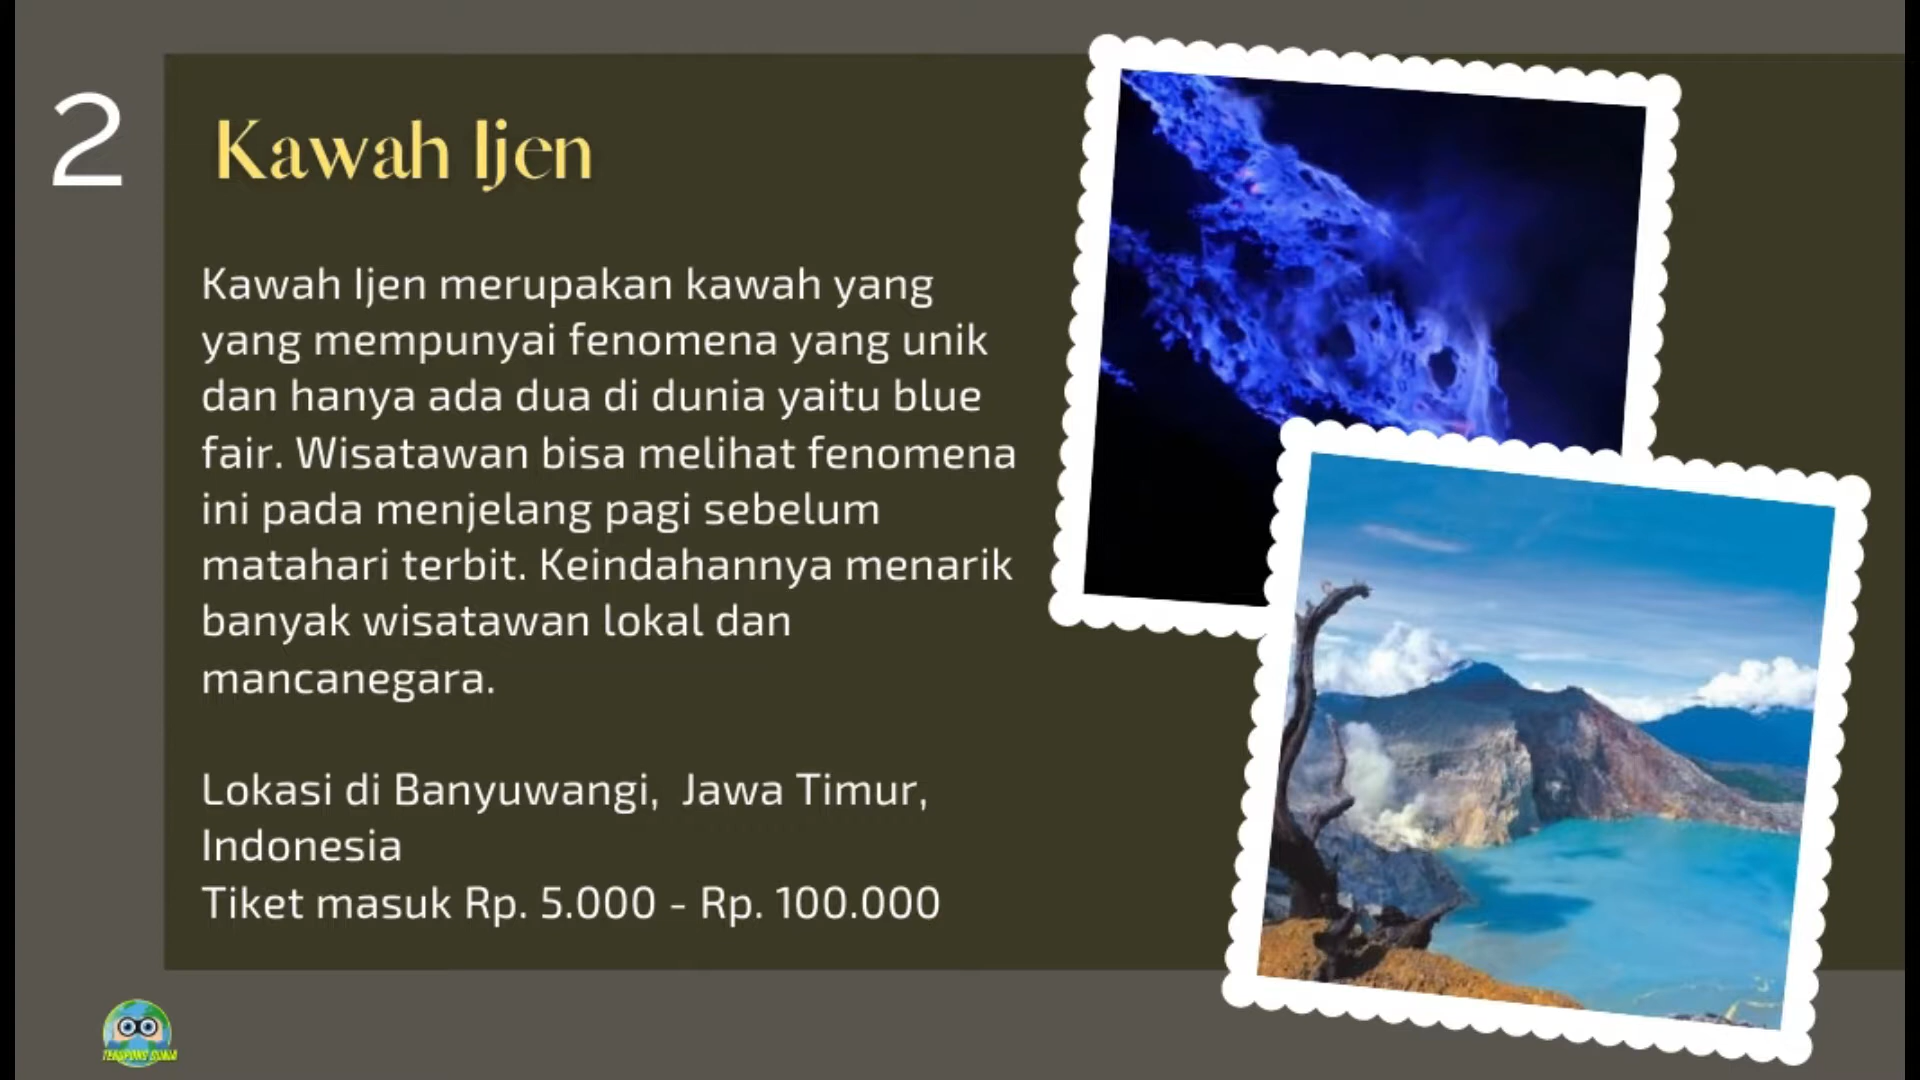 2
Kawah Ijen
Kawah Ijen merupakan kawah yang
yang mempunyai fenomena yang unik
dan hanya ada dua di dunia yaitu blue
fair. Wisatawan bisa melihat fenomena
ini pada menjelang pagi sebelum
matahari terbit. Keindahannya menarik
banyak wisatawan lokal dan
mancanegara.
Lokasi di Banyuwangi, Jawa Timur,
Indonesia
Tiket masuk Rp. 5.000 - Rp. 100.000
TEROPONG DUNIA